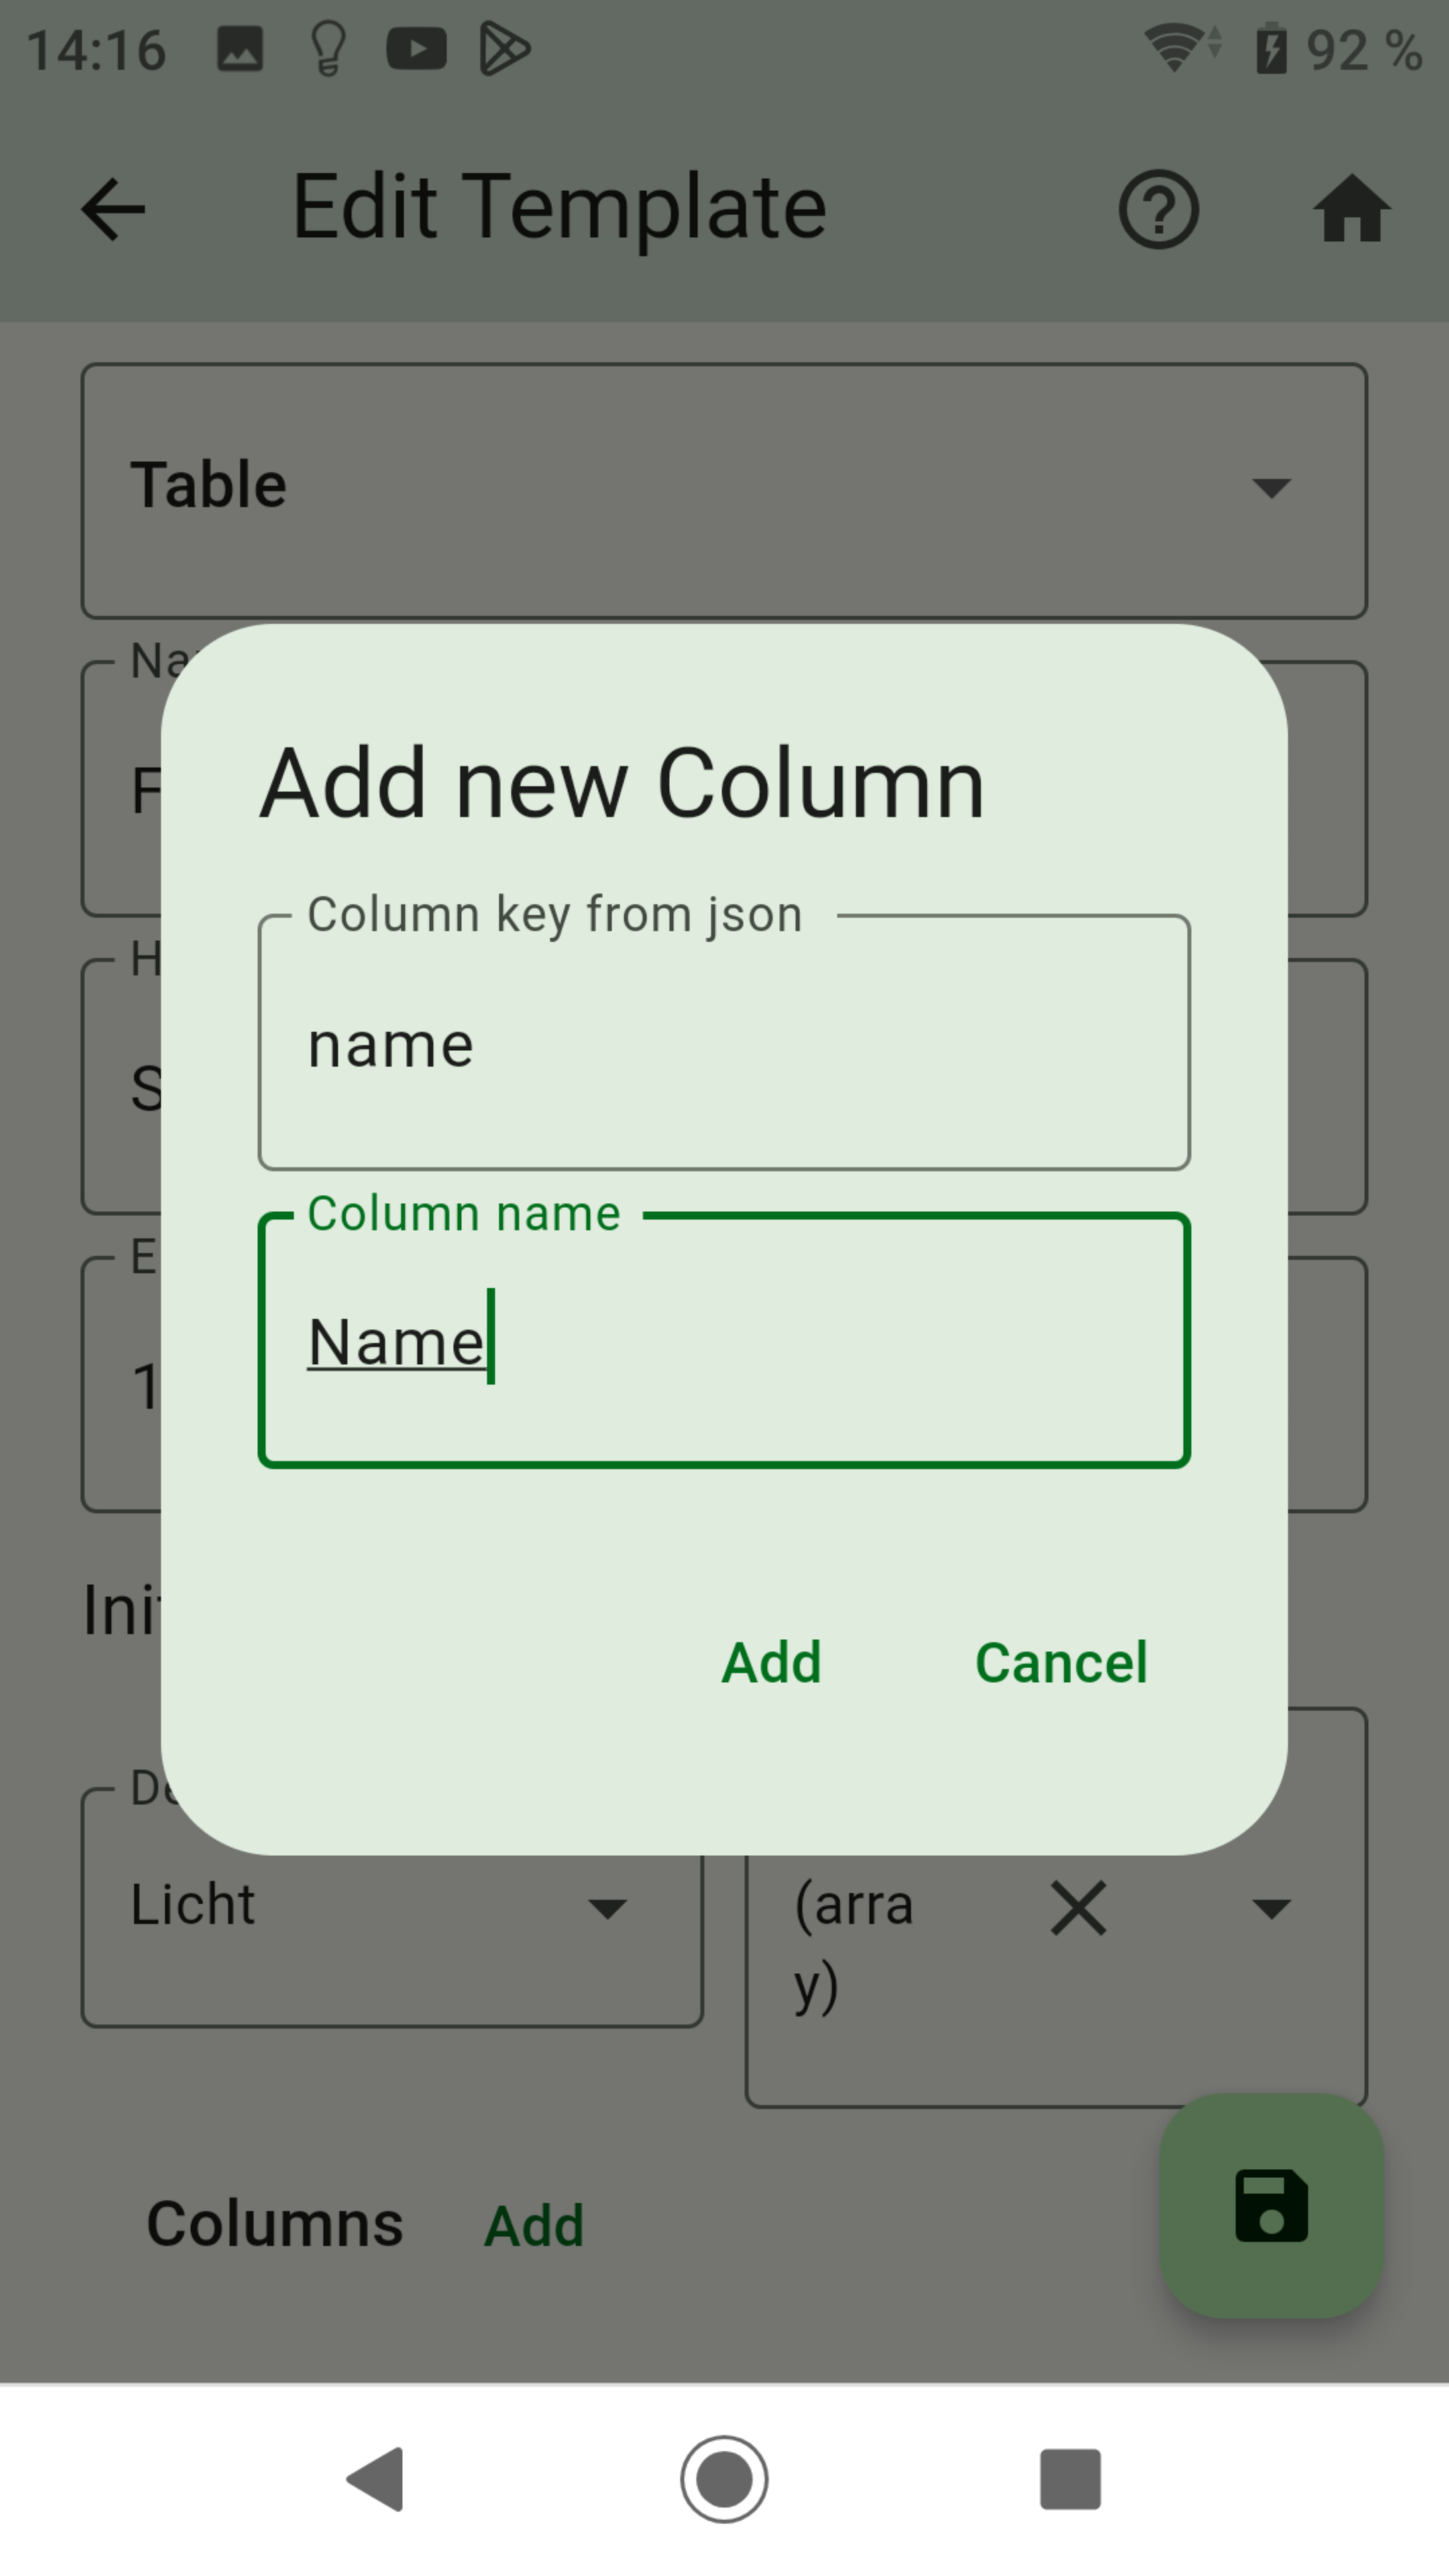 14:16
92 %
Edit Template
Table
Add new Column
Column key from json
name
Column name
Name
Add
Cancel
Licht
(arra
y)
Columns
Add